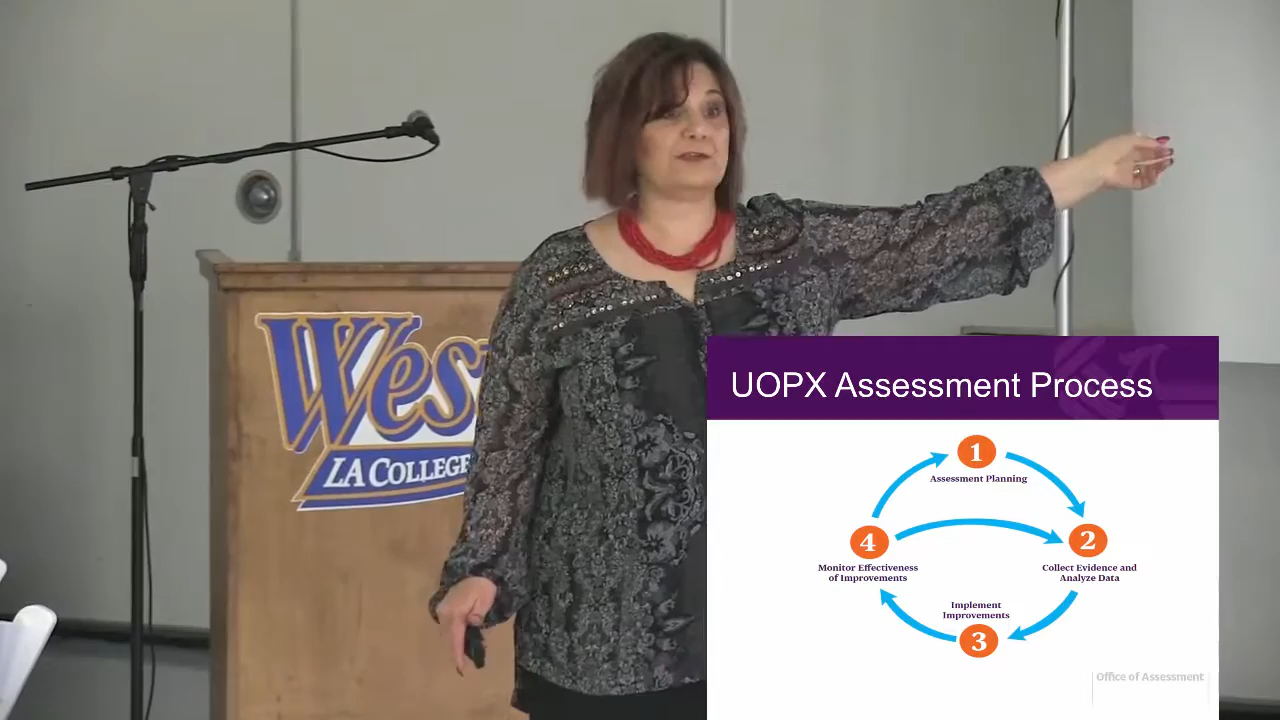 Wes
LA COLLEGE
UOPX Assessment Process
1
Assessment Planning
4
2
Monitor Effectiveness
of Improvements
Collect Evidence and
Analyze Data
Implement
Improvements
3
Office of Assessment